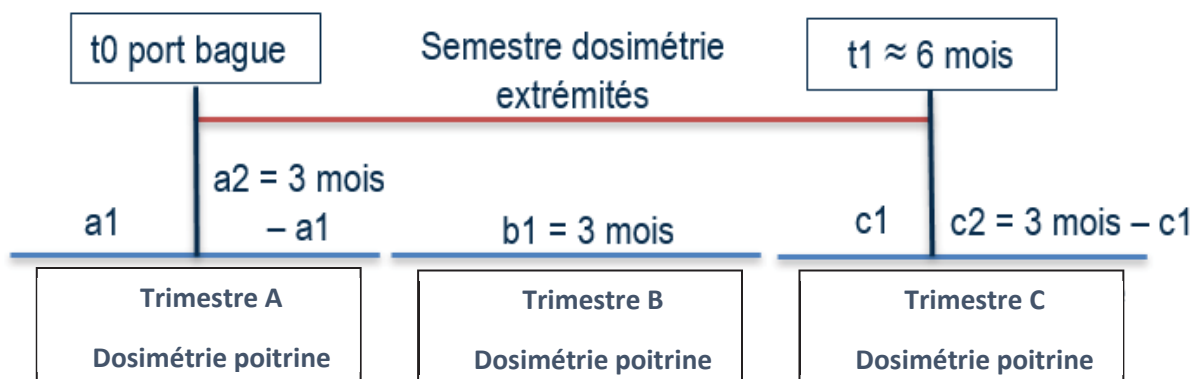 t0 port bague
Semestre dosimétrie
extrémités
t1 ≈ 6 mois
a1
a2 = 3 mois
– a1
b1 = 3 mois
c1
c2 = 3 mois – c1
Trimestre A
Dosimétrie poitrine
Trimestre B
Dosimétrie poitrine
Trimestre C
Dosimétrie poitrine